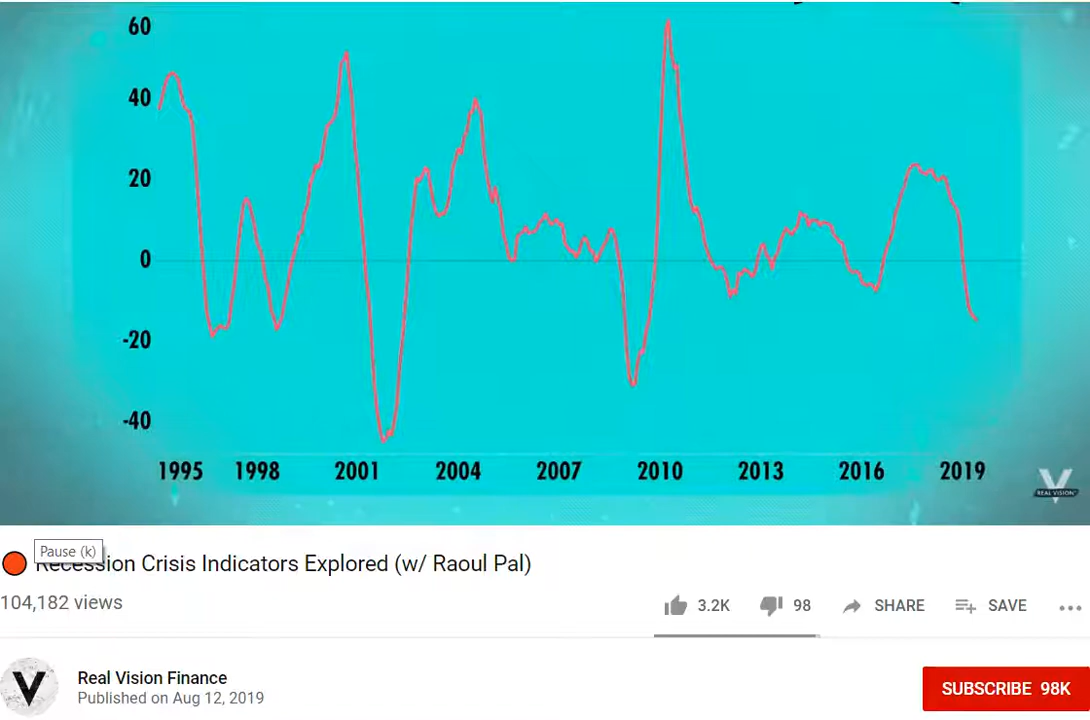 60
40
20
0
-20
-40
1995 1998 2001 2004 2007 2010 2013 2016 2019
REAL VISION
Pause (k)
Crisis Indicators Explored (w/ Raoul Pal)
104,182 views
3.2K 98 SHARE SAVE
Real Vision Finance
Published on Aug 12, 2019
SUBSCRIBE 98K